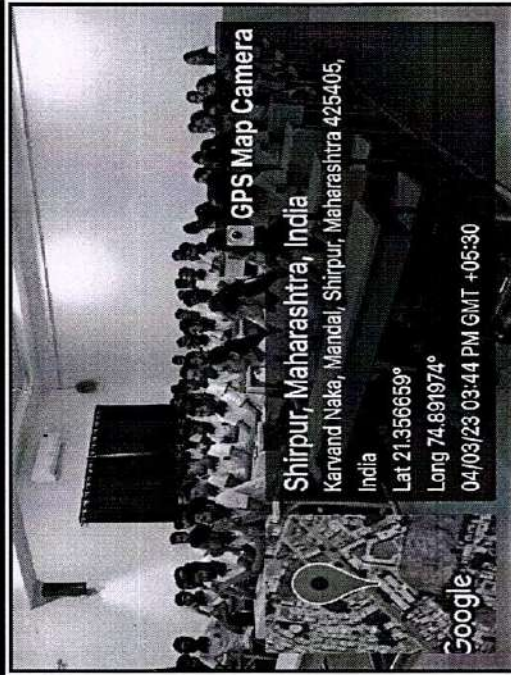 GPS Map Camera
Shirpur, Maharashtra, India
Karvand Naka, Mandal, Shirpur, Maharashtra 425405,
India
Lat 21.356659°
Long 74.891974°
04/03/23 03:44 PM GMT +05:30
Google